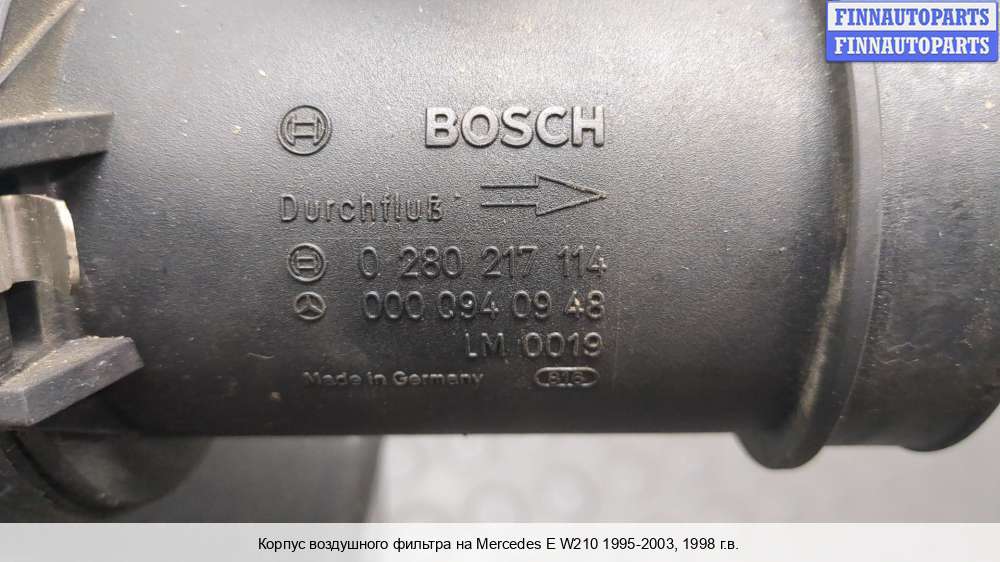 FINNAUTOPARTS
FINNAUTOPARTS
BOSCH
Durchfluß
0 280 217 114
000 094 09 48
LM 0019
Made in Germany
Корпус воздушного фильтра на Mercedes E W210 1995-2003, 1998 г.в.